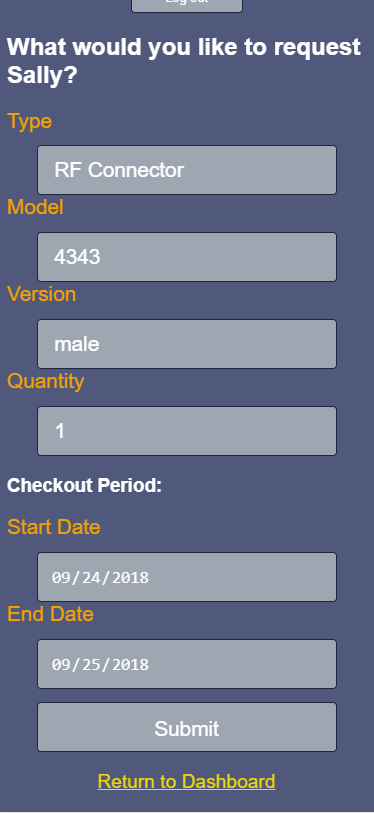 Log out
What would you like to request
Sally?
Type
RF Connector
Model
4343
Version
male
Quantity
1
Checkout Period:
Start Date
09/24/2018
End Date
09/25/2018
Submit
Return to Dashboard